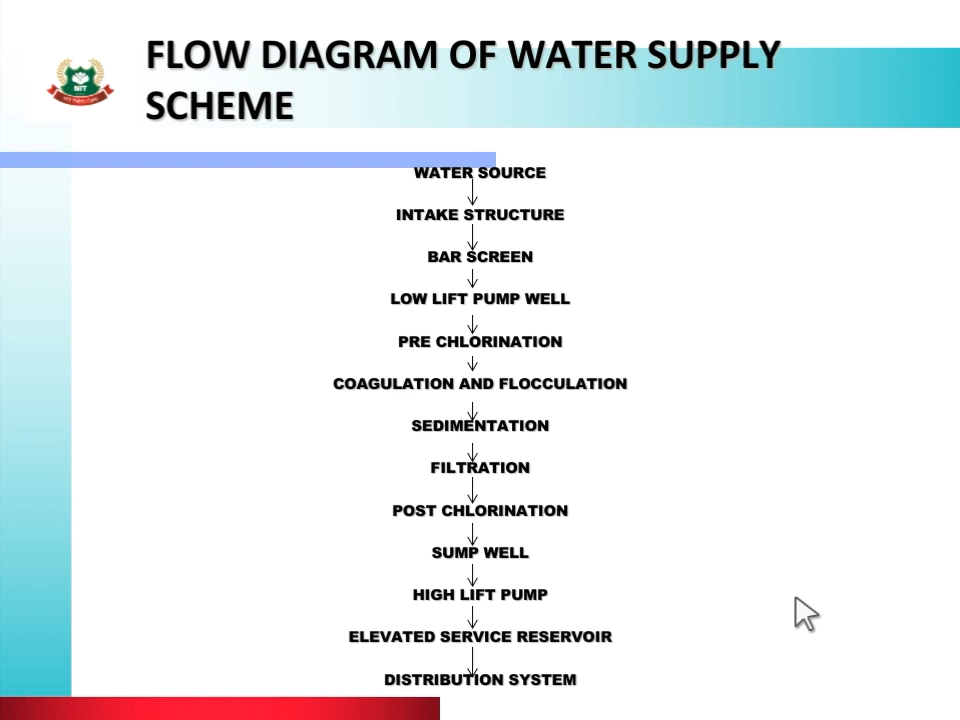 FLOW DIAGRAM OF WATER SUPPLY
SCHEME
NIT
WATER SOURCE
INTAKE STRUCTURE
BAR SCREEN
LOW LIFT PUMP WELL
PRE CHLORINATION
COAGULATION AND FLOCCULATION
SEDIMENTATION
FILTRATION
POST CHLORINATION
SUMP WELL
HIGH LIFT PUMP
ELEVATED SERVICE RESERVOIR
DISTRIBUTION SYSTEM